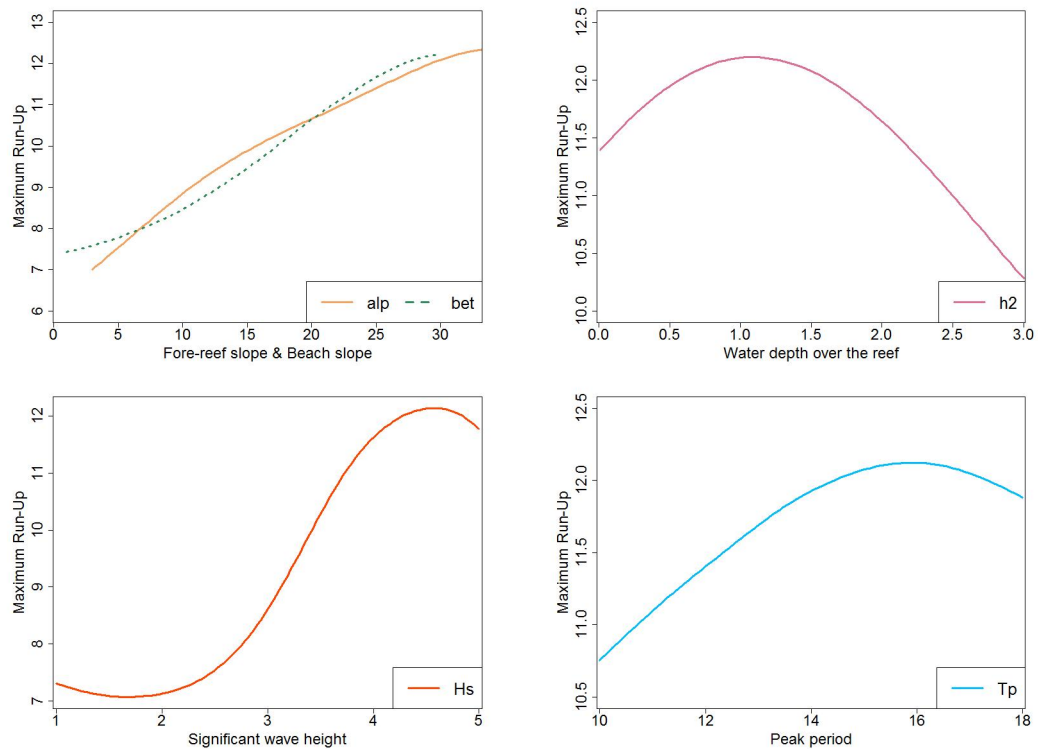 13
12
11
10
9
8
7
6
Maximum Run-Up
alp bet
0 5 10 15 20 25 30
Fore-reef slope & Beach slope
12.5
12.0
11.5
11.0
10.5
10.0
Maximum Run-Up
h2
0.0 0.5 1.0 1.5 2.0 2.5 3.0
Water depth over the reef
12
11
10
9
8
7
Maximum Run-Up
Hs
1 2 3 4 5
Significant wave height
12.5
12.0
11.5
11.0
10.5
Maximum Run-Up
Tp
10 12 14 16 18
Peak period